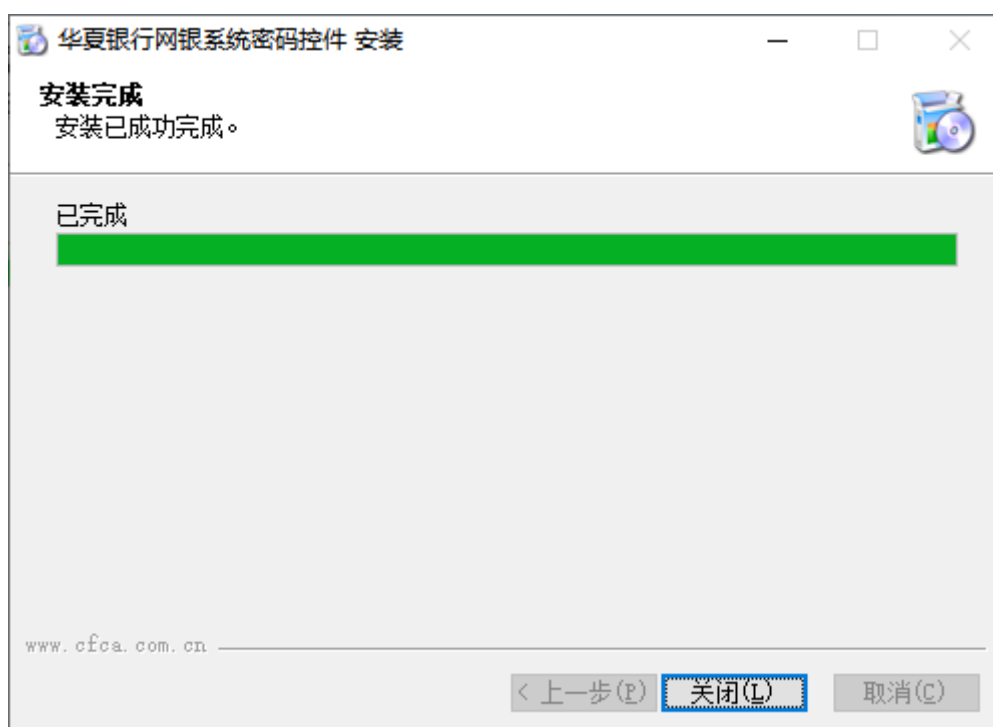 华夏银行网银系统密码控件 安装
安装完成
安装已成功完成。
已完成
www.cfca.com.cn
< 上一步(P)
关闭(L)
取消(C)